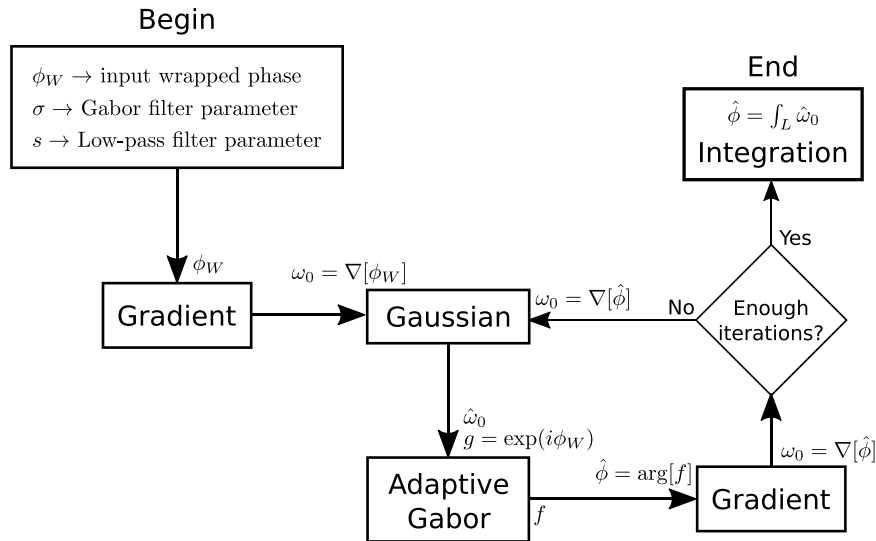 Begin
ϕ_W → input wrapped phase
σ → Gabor filter parameter
s → Low-pass filter parameter
End
ϕ̂ = ∫_L ω̂_0
Integration
Yes
ϕ_W
ω_0 = ∇[ϕ_W]
ω_0 = ∇[ϕ̂]
No
Gradient
Gaussian
Enough
iterations?
ω̂_0
g = exp(iϕ_W)
Adaptive
Gabor
f
ϕ̂ = arg[f]
ω_0 = ∇[ϕ̂]
Gradient